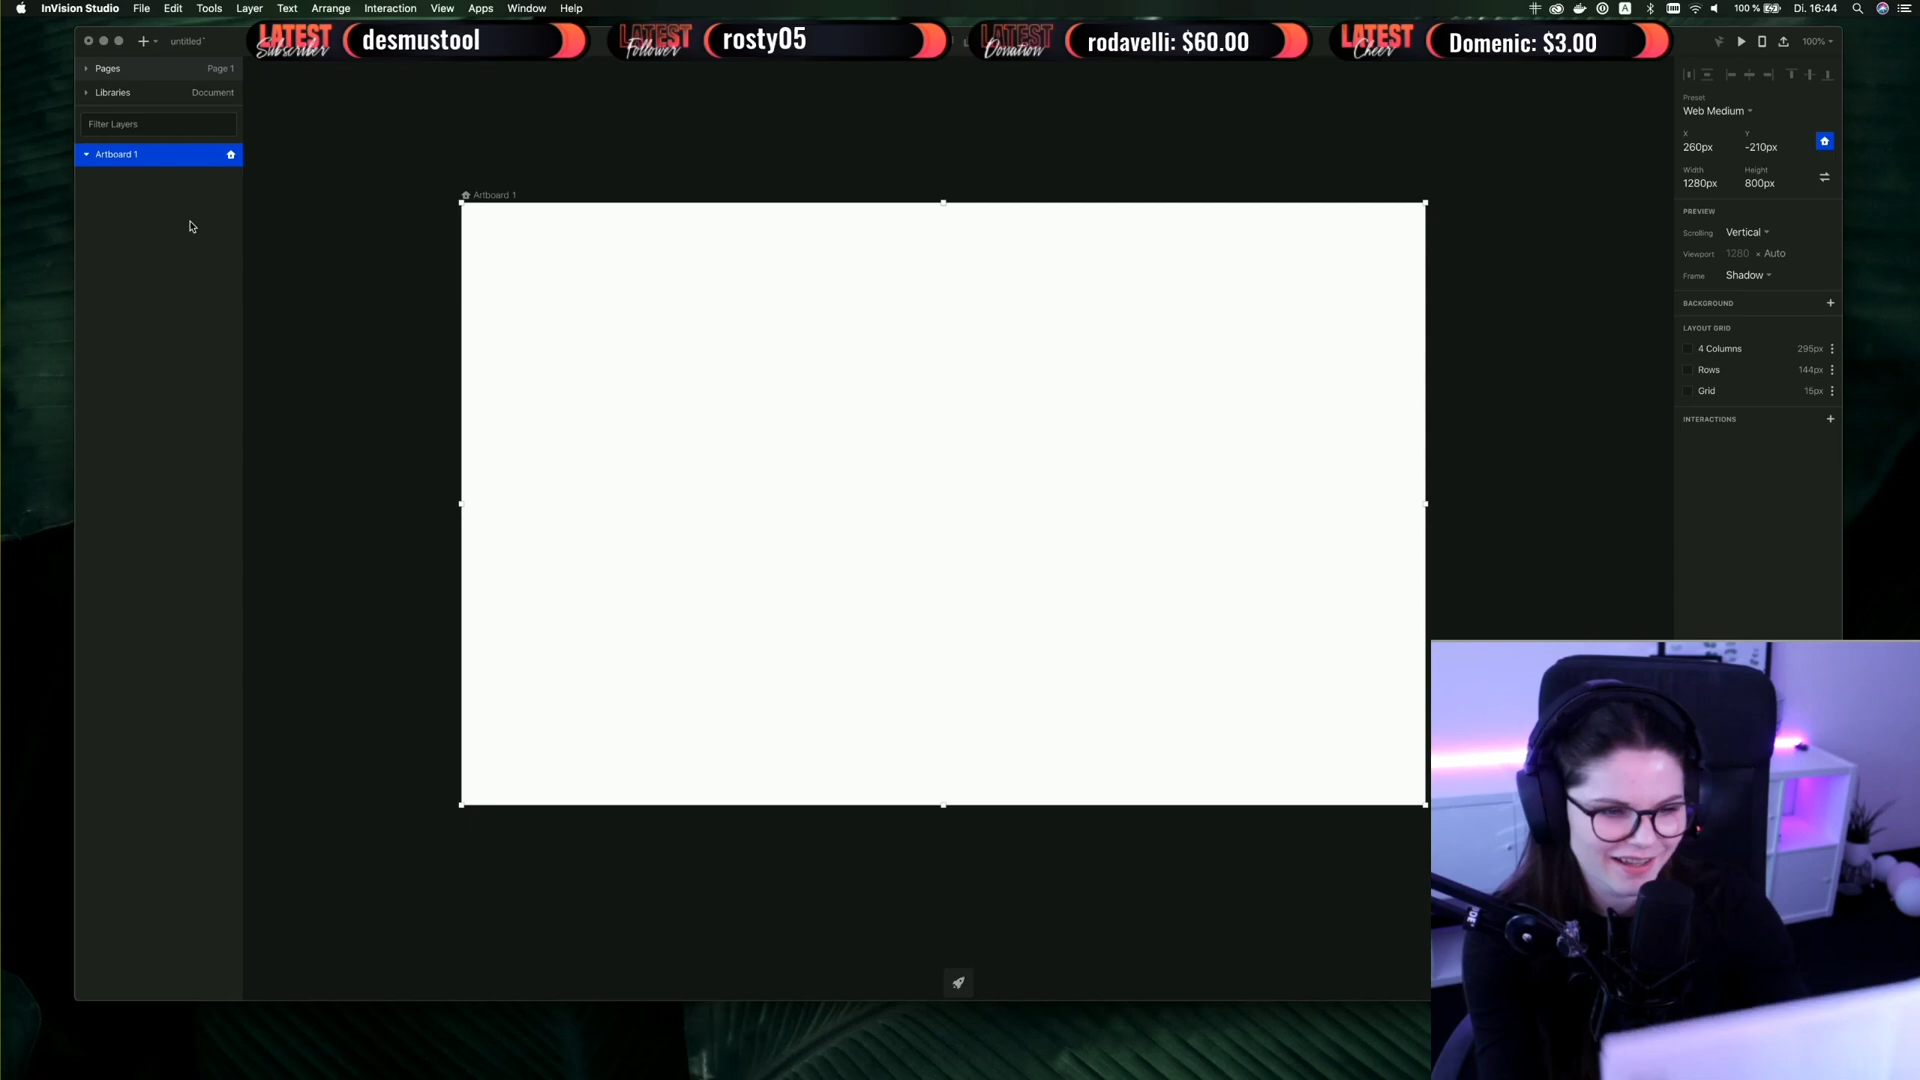 InVision Studio File Edit Tools Layer Text Arrange Interaction View Apps Window Help
100 % Di. 16:44
untitled
LATEST Subscriber desmustool
LATEST Follower rosty05
LATEST Donation rodavelli: $60.00
LATEST Cheer Domenic: $3.00
100%
Pages Page 1
Libraries Document
Filter Layers
Artboard 1
Artboard 1
Preset
Web Medium
X Y
260px -210px
Width Height
1280px 800px
PREVIEW
Scrolling Vertical
Viewport 1280 × Auto
Frame Shadow
BACKGROUND
LAYOUT GRID
4 Columns 295px
Rows 144px
Grid 15px
INTERACTIONS